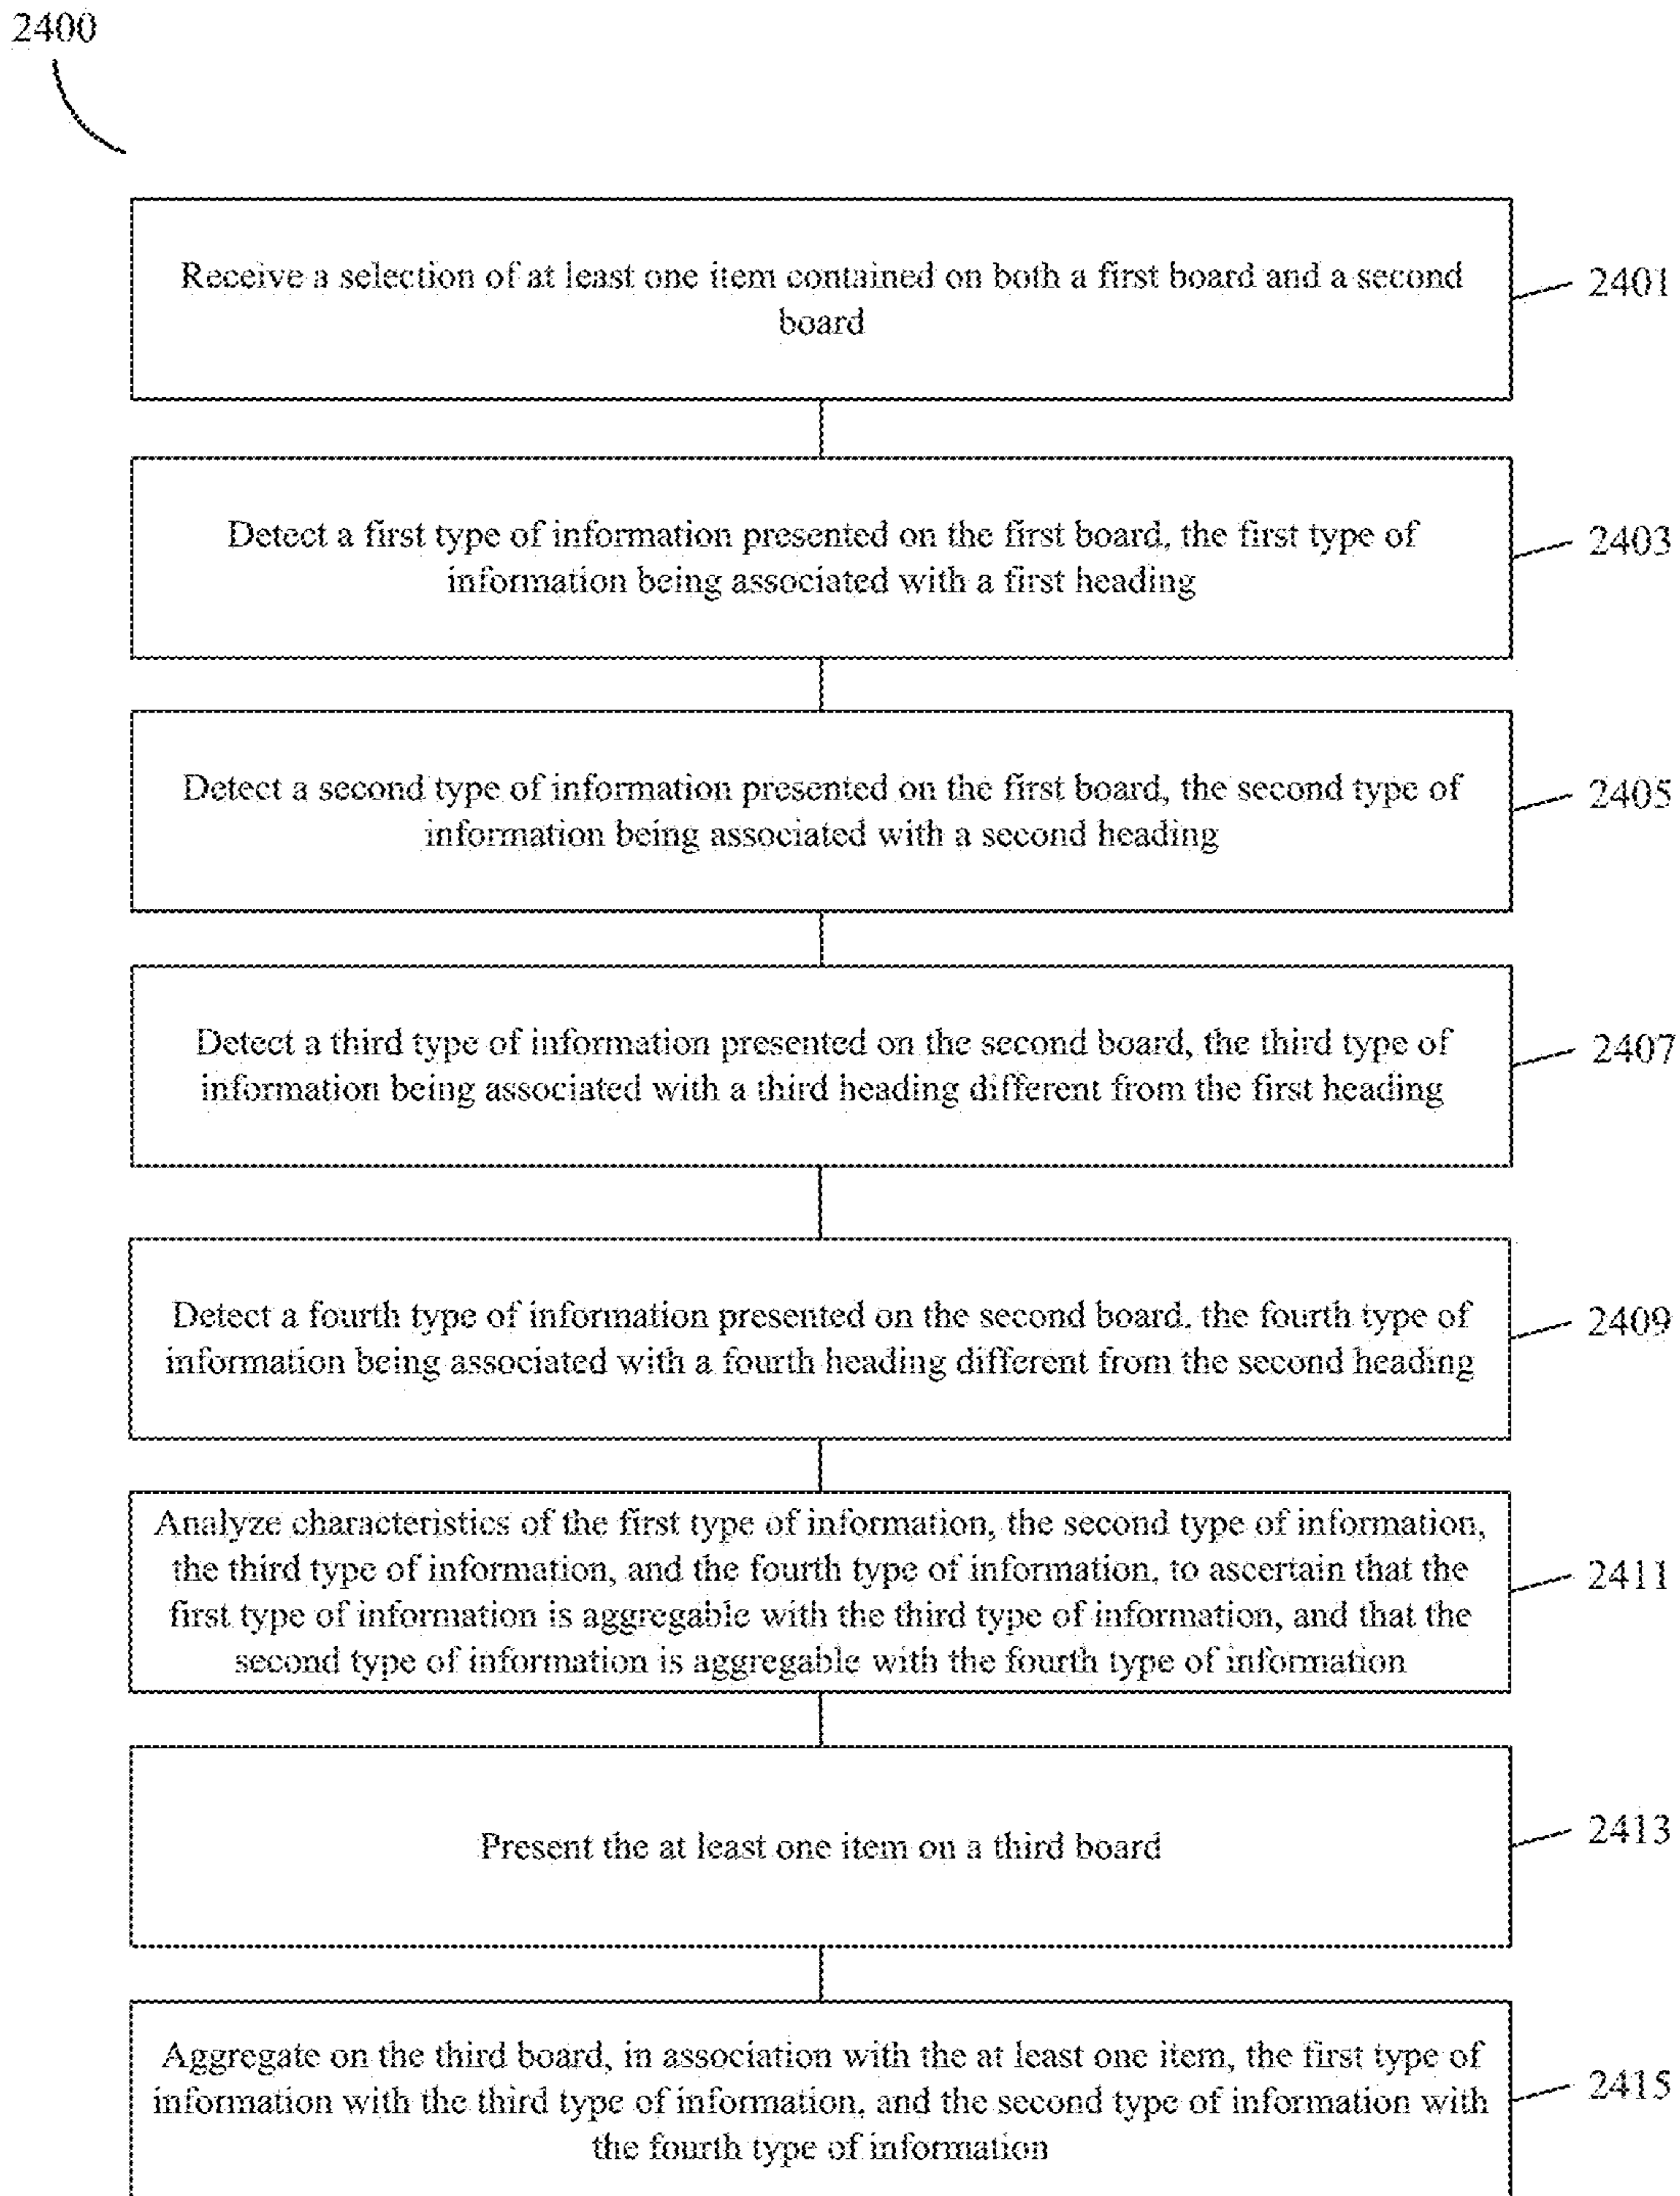 2400
Receive a selection of at least one item contained on both a first board and a second
board
2401
Detect a first type of information presented on the first board, the first type of
information being associated with a first heading
2403
Detect a second type of information presented on the first board, the second type of
information being associated with a second heading
2405
Detect a third type of information presented on the second board, the third type of
information being associated with a third heading different from the first heading
2407
Detect a fourth type of information presented on the second board, the fourth type of
information being associated with a fourth heading different from the second heading
2409
Analyze characteristics of the first type of information, the second type of information,
the third type of information, and the fourth type of information, to ascertain that the
first type of information is aggregable with the third type of information, and that the
second type of information is aggregable with the fourth type of information
2411
Present the at least one item on a third board
2413
Aggregate on the third board, in association with the at least one item, the first type of
information with the third type of information, and the second type of information with
the fourth type of information
2415